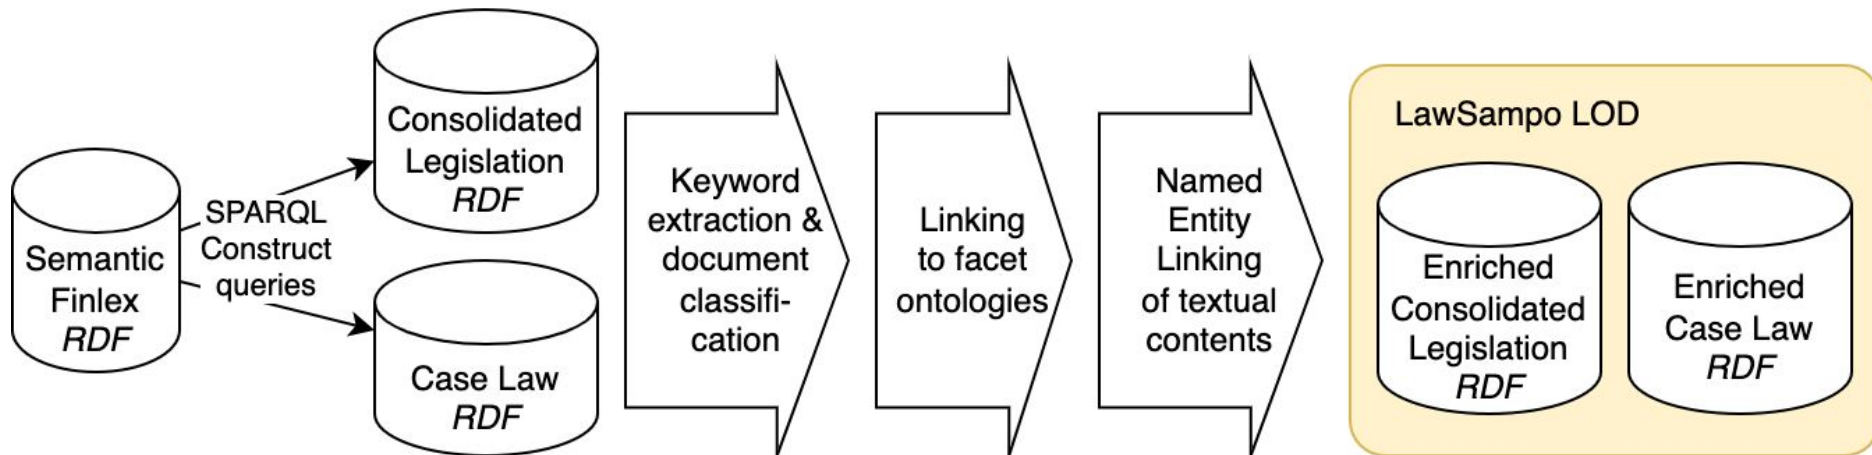 Semantic
Finlex
RDF
SPARQL
Construct
queries
Consolidated
Legislation
RDF
Case Law
RDF
Keyword
extraction &
document
classifi-
cation
Linking
to facet
ontologies
Named
Entity
Linking
of textual
contents
LawSampo LOD
Enriched
Consolidated
Legislation
RDF
Enriched
Case Law
RDF